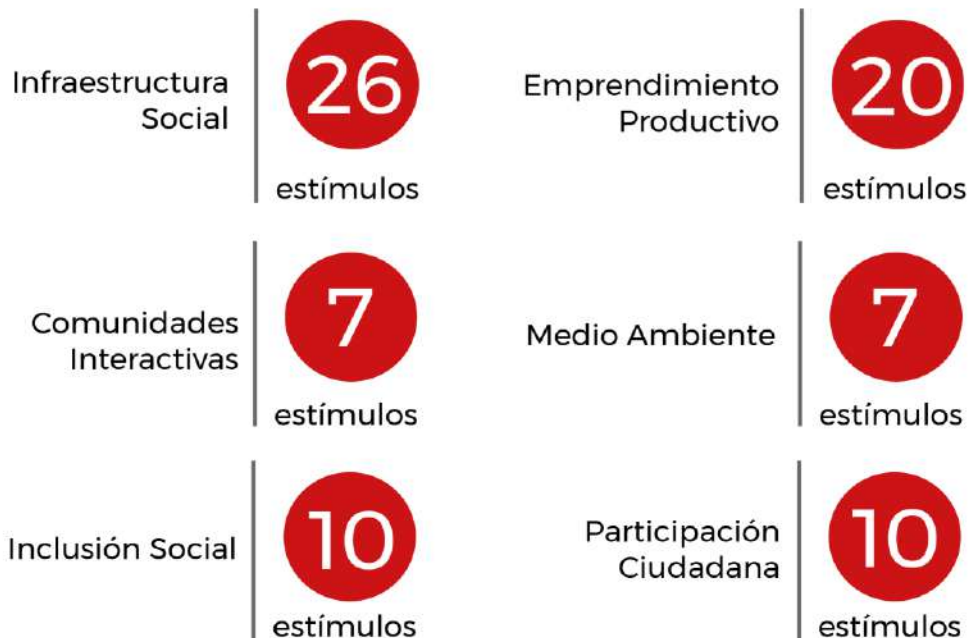 Infraestructura
Social
26
estímulos
Emprendimiento
Productivo
20
estímulos
Comunidades
Interactivas
7
estímulos
Medio Ambiente
7
estímulos
Inclusión Social
10
estímulos
Participación
Ciudadana
10
estímulos